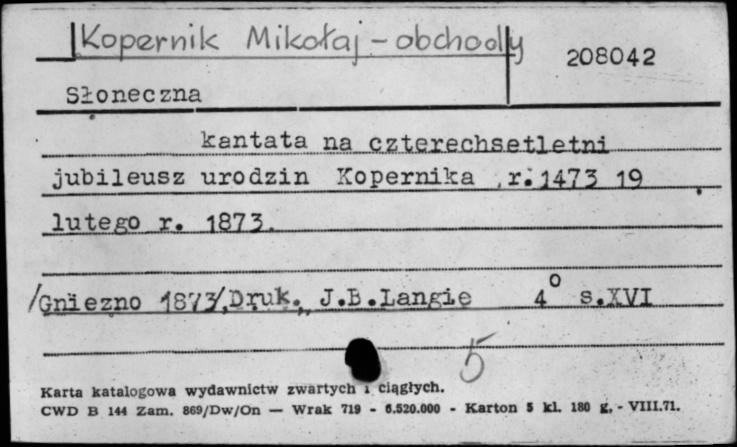 Kopernik Mikołaj - obchody
208042
Słoneczna
kantata na czterechsetletni
jubileusz urodzin Kopernika r. 1473 19
lutego r. 1873.
/Gniezno 1873/, Druk. J.B.Langie 4° s.XVI
5
Karta katalogowa wydawnictw zwartych i ciągłych.
CWD B 144 Zam. 869/Dw/On — Wrak 719 - 6.520.000 - Karton 5 kl. 180 g. - VIII.71.